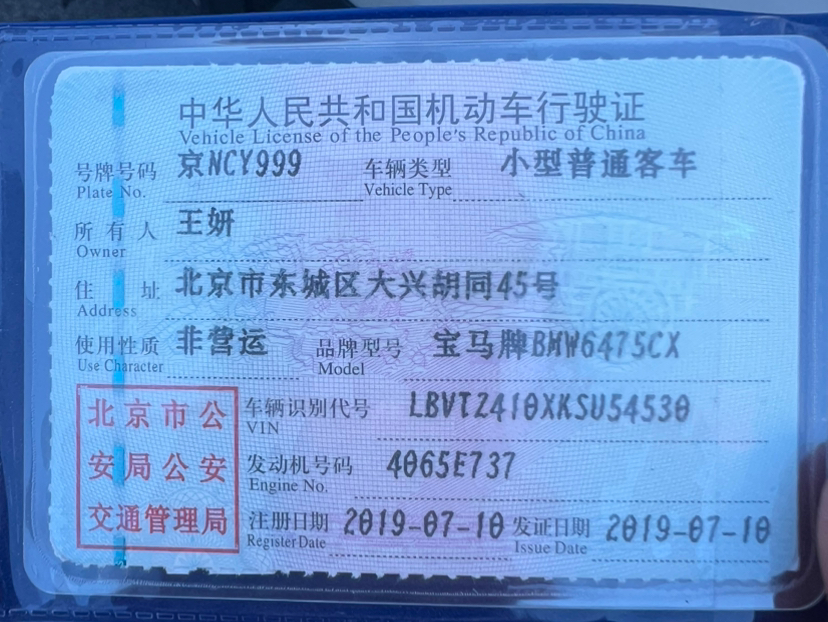 中华人民共和国机动车行驶证
Vehicle License of the People's Republic of China
号牌号码 京NCY999 车辆类型 小型普通客车
Plate No. Vehicle Type
所有人 王妍
Owner
住址 北京市东城区大兴胡同45号
Address
使用性质 非营运 品牌型号 宝马牌BMW6475CX
Use Character Model
北京市公
安局公安
交通管理局
车辆识别代号 LBVTZ410XKSU54530
VIN
发动机号码 4065E737
Engine No.
注册日期 2019-07-10 发证日期 2019-07-10
Register Date Issue Date